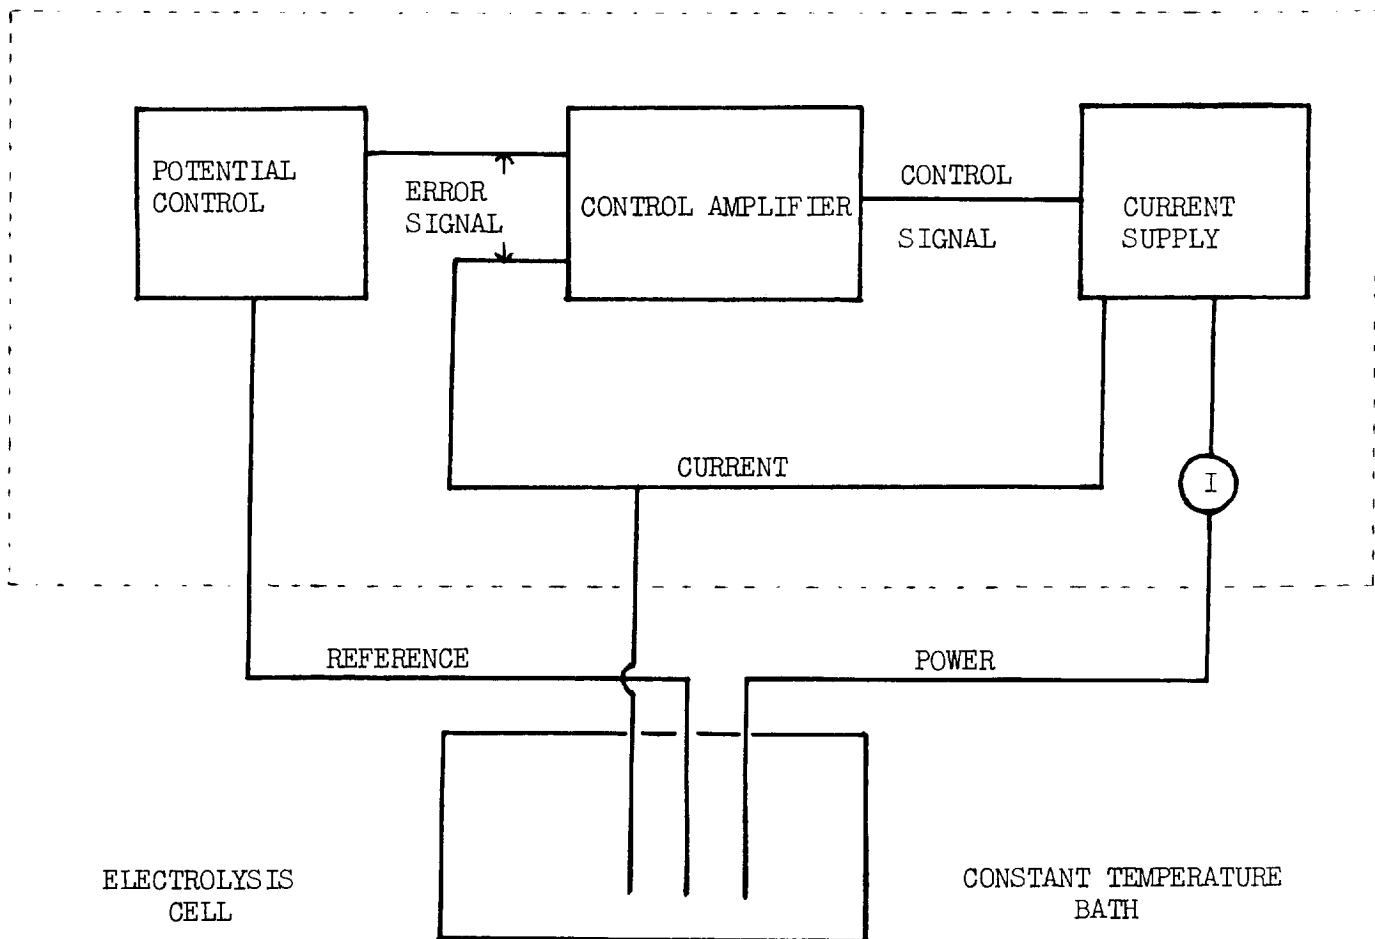 POTENTIAL
CONTROL
ERROR
SIGNAL
CONTROL AMPLIFIER
CONTROL
SIGNAL
CURRENT
SUPPLY
CURRENT
I
REFERENCE
POWER
ELECTROLYSIS
CELL
CONSTANT TEMPERATURE
BATH